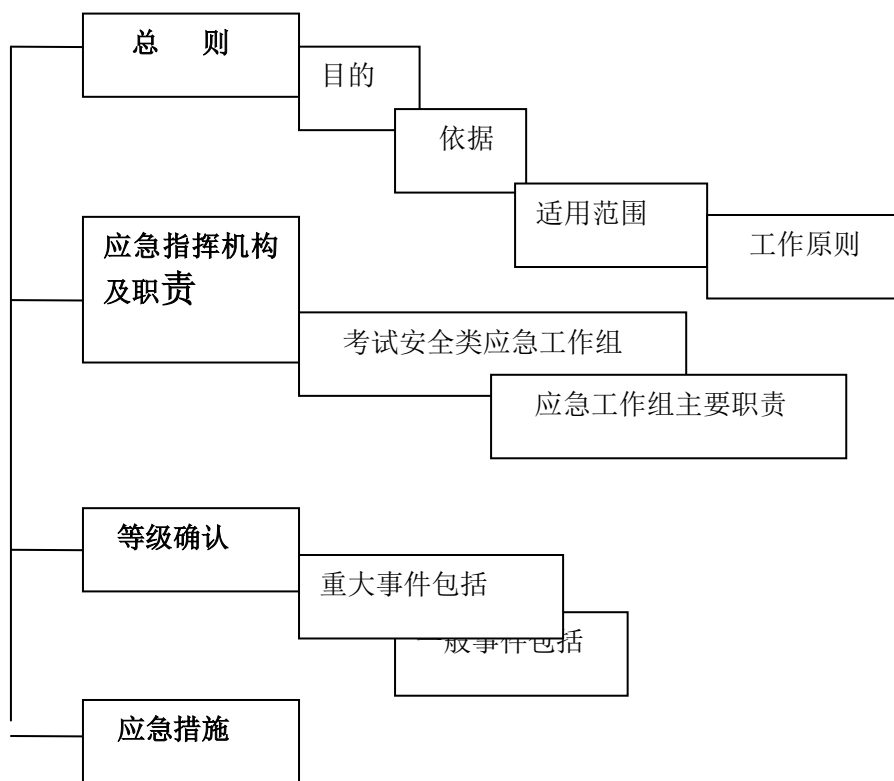 总 则
目的
依据
适用范围
工作原则
应急指挥机构
及职责
考试安全类应急工作组
应急工作组主要职责
等级确认
重大事件包括
一般事件包括
应急措施